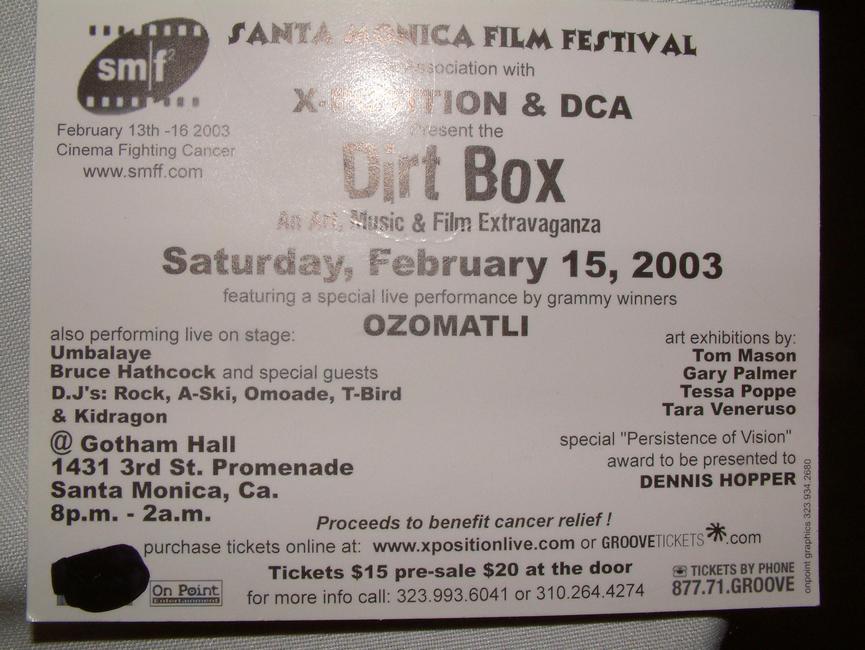 SANTA MONICA FILM FESTIVAL
sm|f²
association with
X-POSITION & DCA
February 13th -16 2003
Present the
Cinema Fighting Cancer
www.smff.com
Dirt Box
An Art, Music & Film Extravaganza
Saturday, February 15, 2003
featuring a special live performance by grammy winners
OZOMATLI
also performing live on stage:
Umbalaye
Bruce Hathcock and special guests
D.J's: Rock, A-Ski, Omoade, T-Bird
& Kidragon
@ Gotham Hall
1431 3rd St. Promenade
Santa Monica, Ca.
8p.m. - 2a.m.
art exhibitions by:
Tom Mason
Gary Palmer
Tessa Poppe
Tara Veneruso
special "Persistence of Vision"
award to be presented to
DENNIS HOPPER
Proceeds to benefit cancer relief !
purchase tickets online at: www.xpositionlive.com or GROOVETICKETS.com
Tickets $15 pre-sale $20 at the door
for more info call: 323.993.6041 or 310.264.4274
On Point
Entertainment
TICKETS BY PHONE
877.71.GROOVE
onpoint graphics 323.934.2680